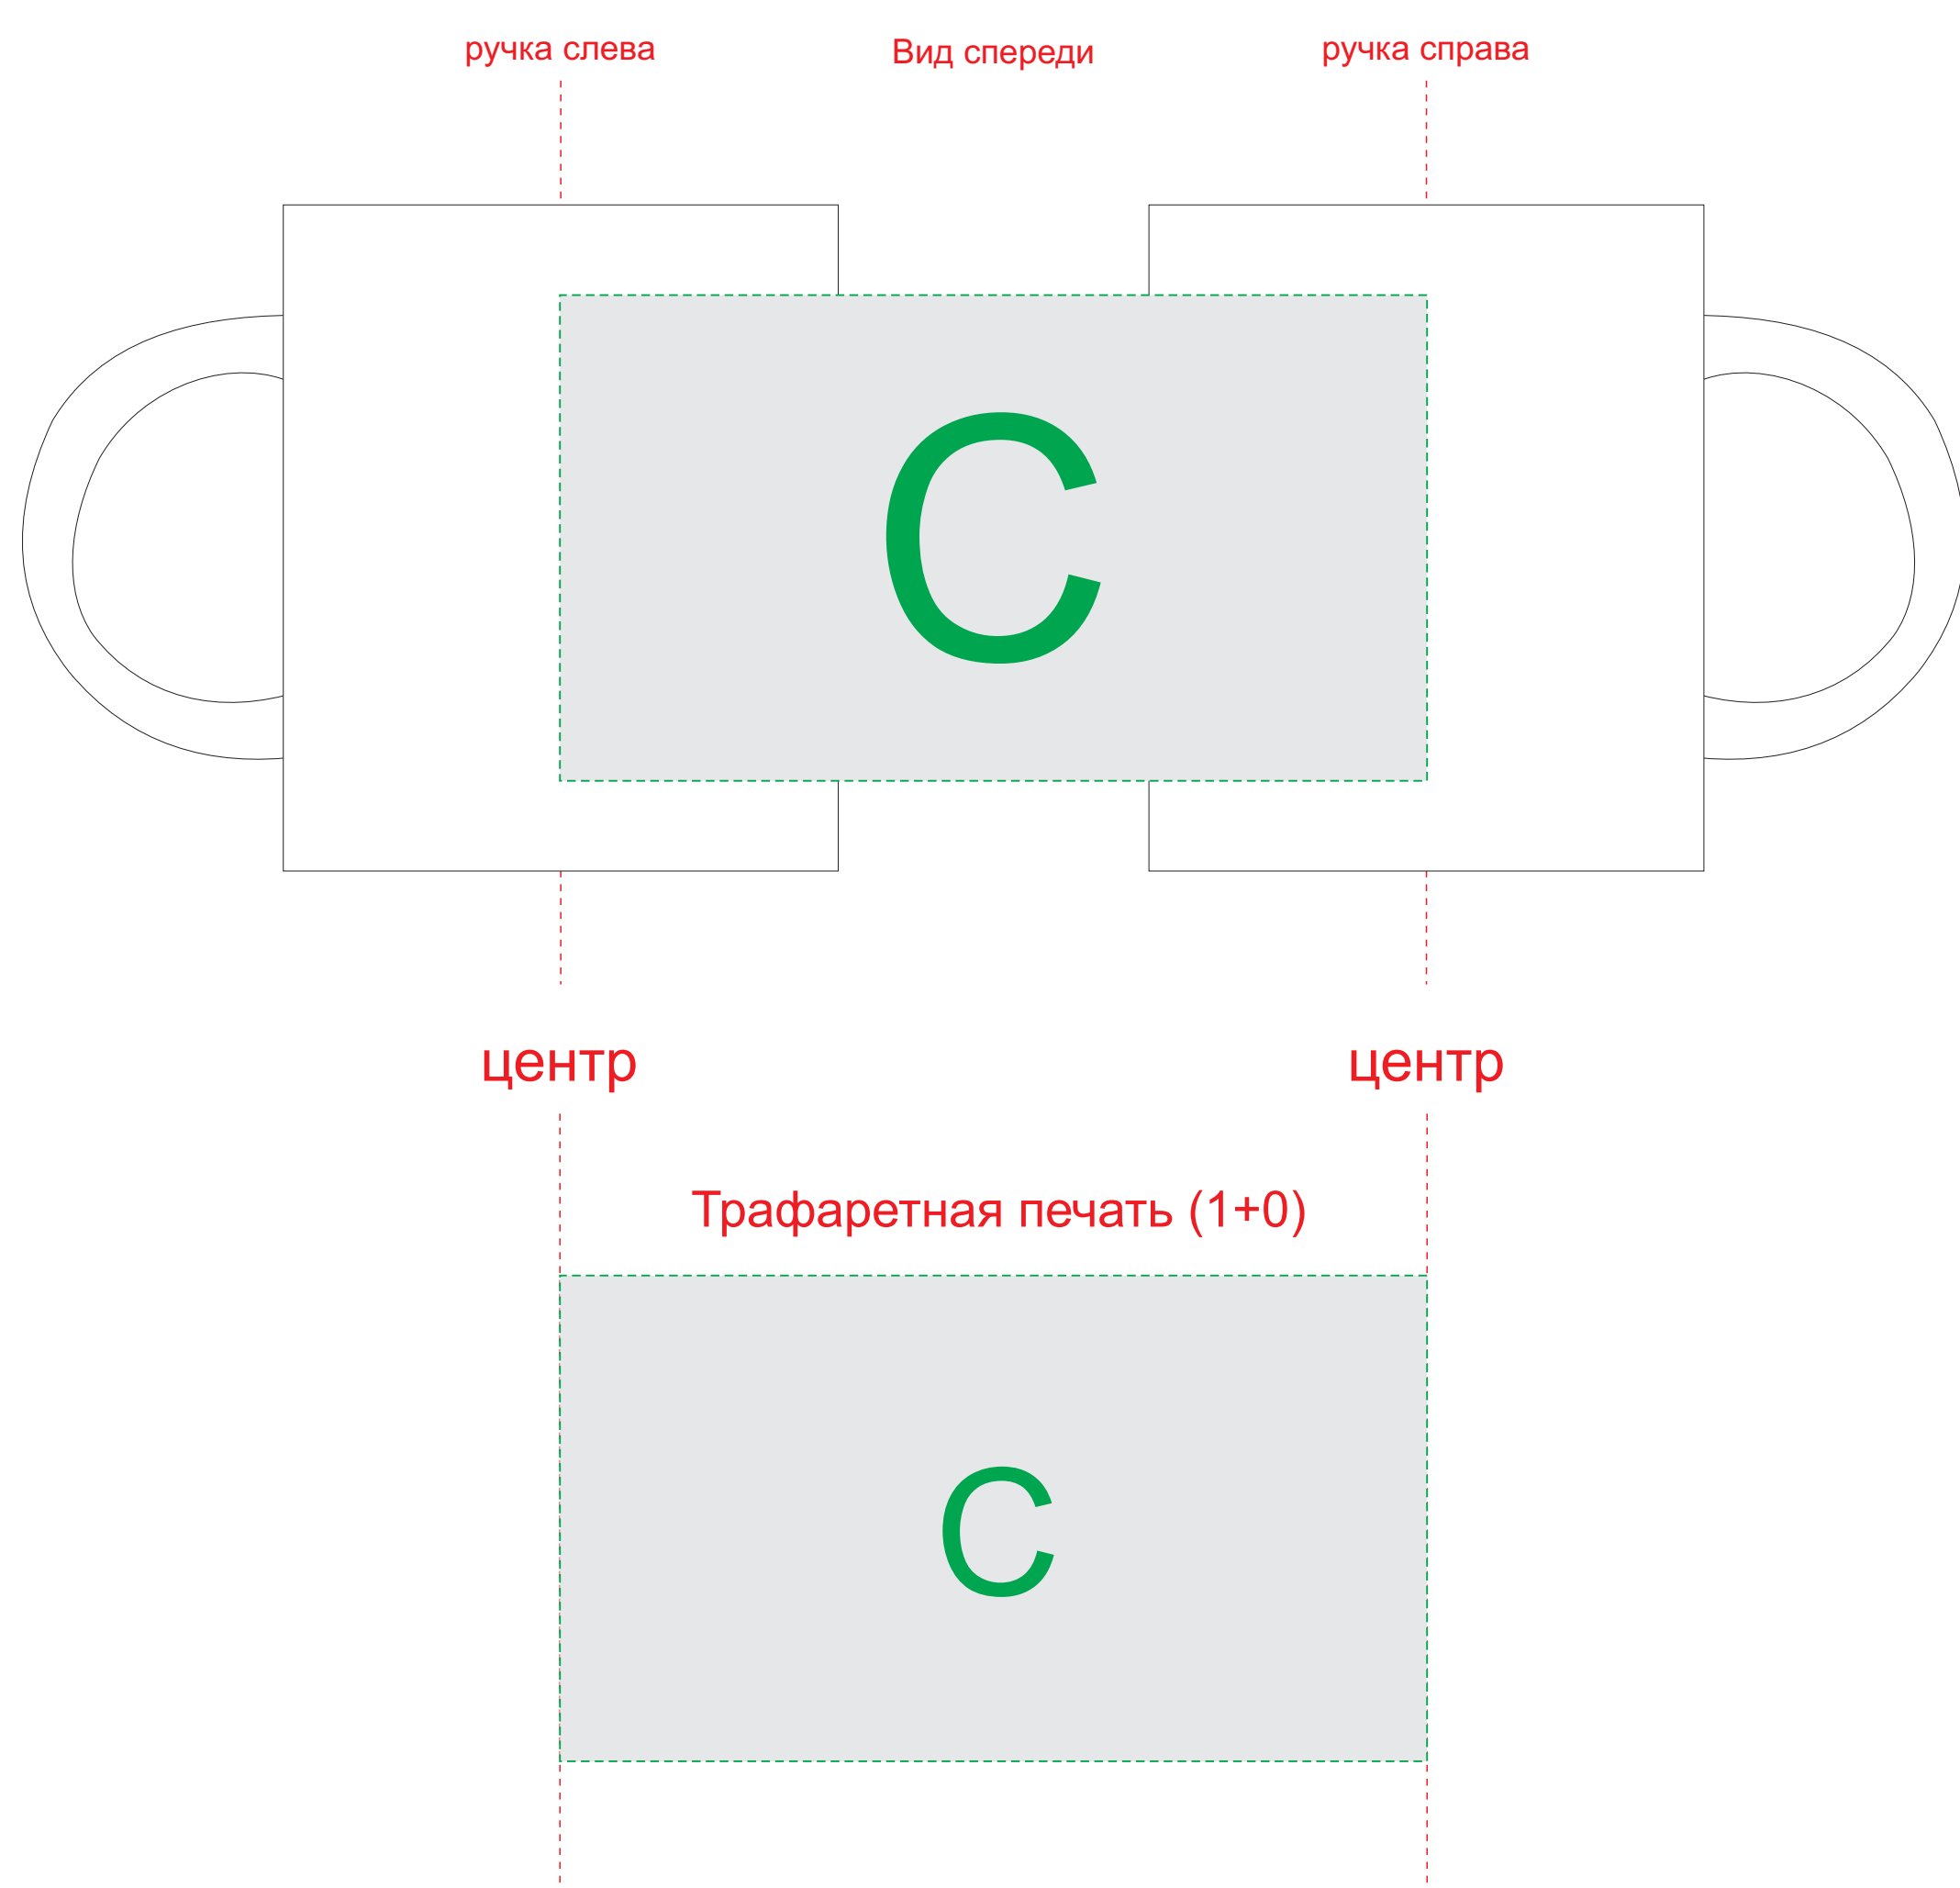 ручка слева
Вид спереди
ручка справа
C
центр
центр
Трафаретная печать (1+0)
C